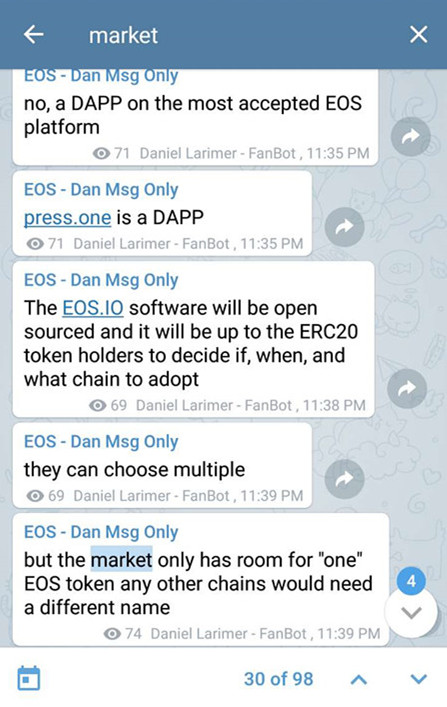 market
EOS - Dan Msg Only
no, a DAPP on the most accepted EOS
platform
71 Daniel Larimer - FanBot , 11:35 PM
EOS - Dan Msg Only
press.one is a DAPP
71 Daniel Larimer - FanBot , 11:35 PM
EOS - Dan Msg Only
The EOS.IO software will be open
sourced and it will be up to the ERC20
token holders to decide if, when, and
what chain to adopt
69 Daniel Larimer - FanBot , 11:38 PM
EOS - Dan Msg Only
they can choose multiple
69 Daniel Larimer - FanBot , 11:39 PM
EOS - Dan Msg Only
but the market only has room for "one"
EOS token any other chains would need
a different name
74 Daniel Larimer - FanBot , 11:39 PM
4
30 of 98